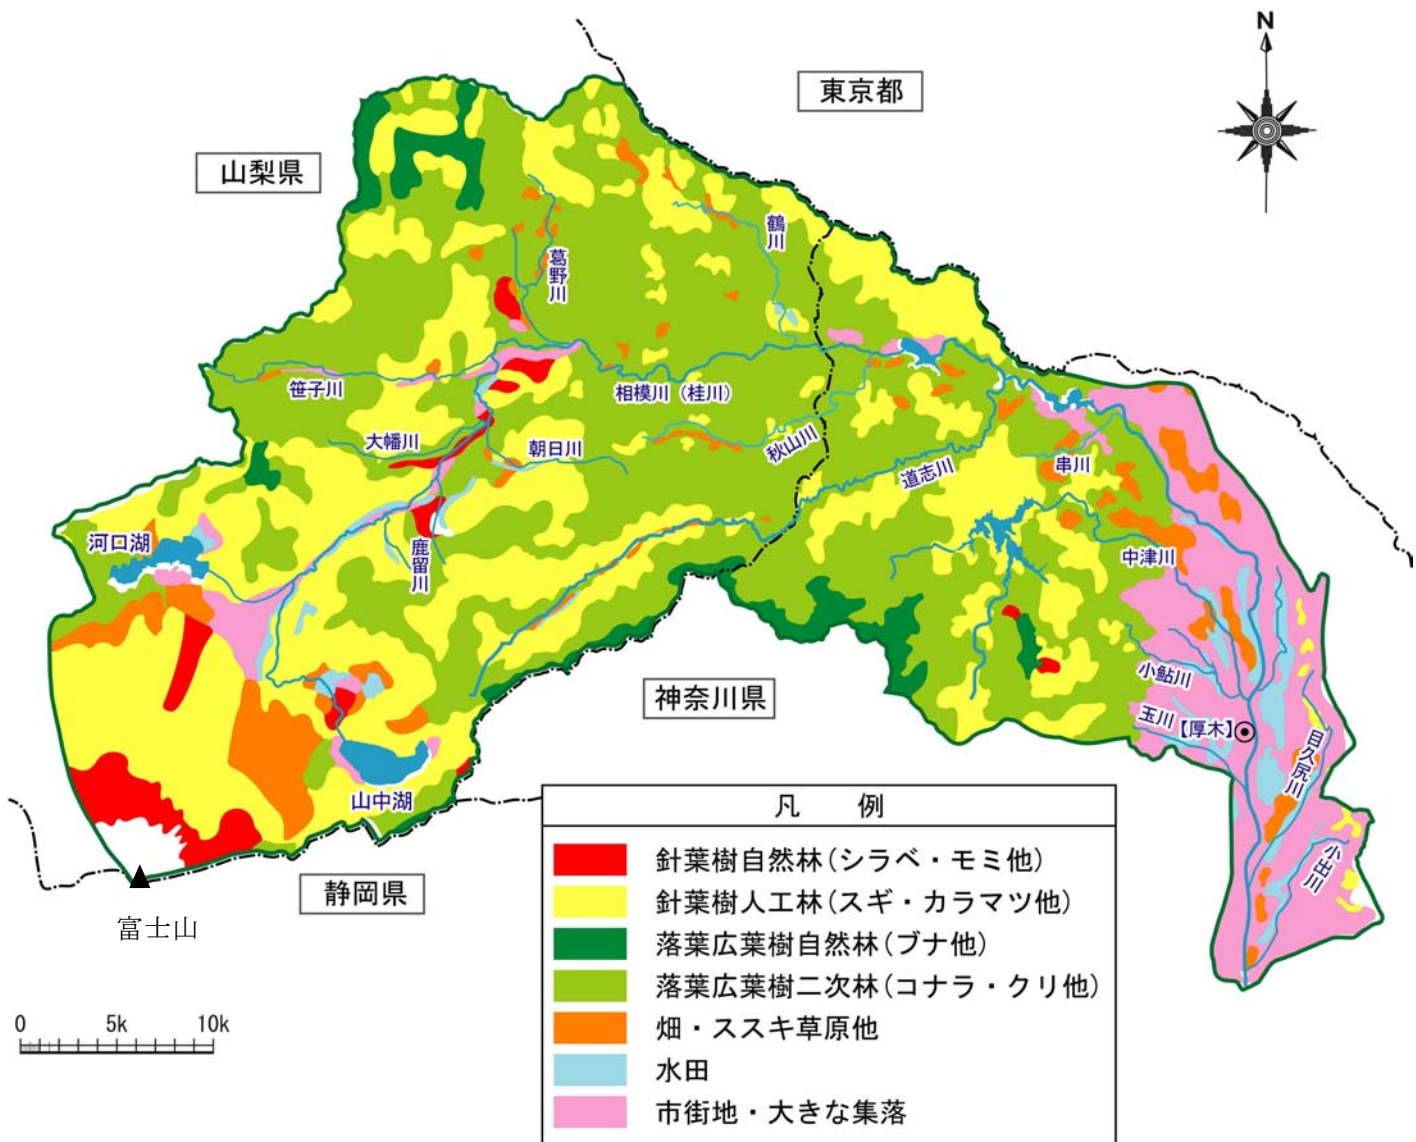 N
東京都
山梨県
鶴川
葛野川
笹子川
相模川（桂川）
大幡川
朝日川
秋山川
道志川
串川
河口湖
鹿留川
中津川
小鮎川
神奈川県
玉川【厚木】
目久尻川
山中湖
小出川
静岡県
富士山
0 5k 10k
凡 例
針葉樹自然林(シラベ・モミ他)
針葉樹人工林(スギ・カラマツ他)
落葉広葉樹自然林(ブナ他)
落葉広葉樹二次林(コナラ・クリ他)
畑・ススキ草原他
水田
市街地・大きな集落